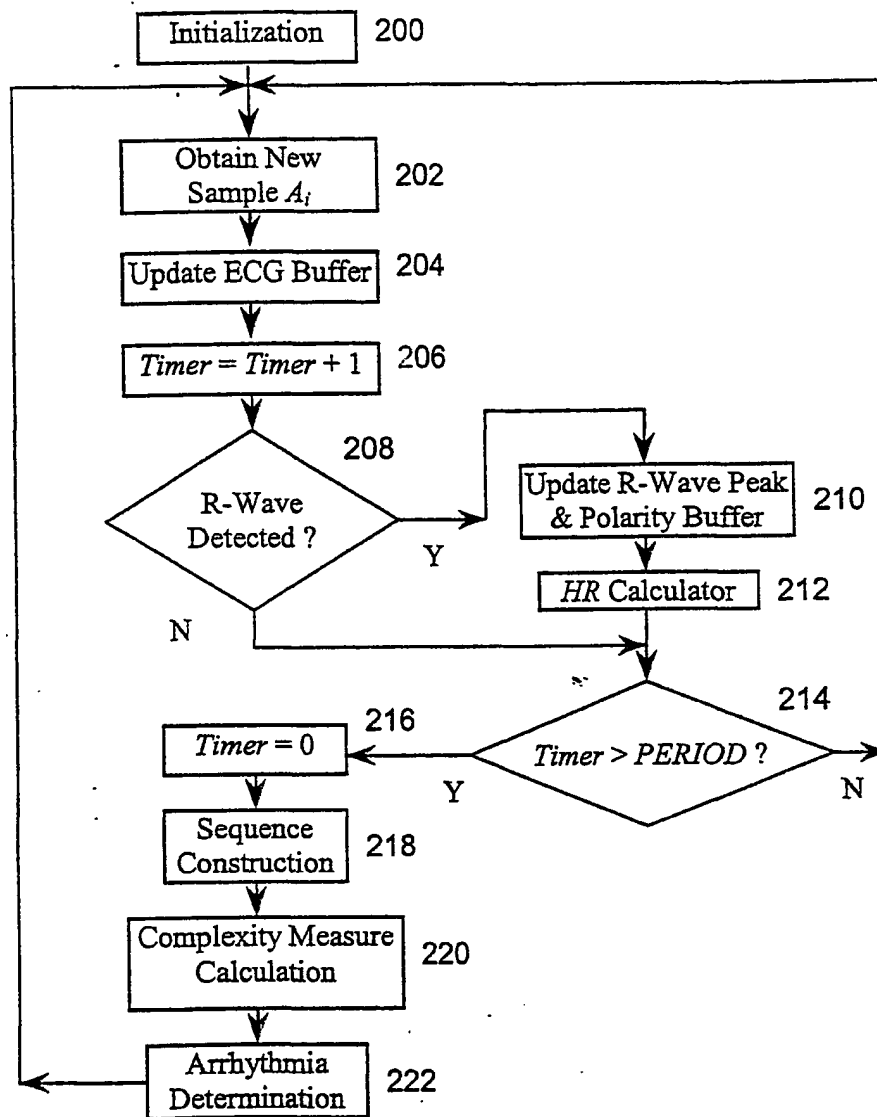 Initialization 200
Obtain New
Sample Ai
202
Update ECG Buffer 204
Timer = Timer + 1 206
208
R-Wave
Detected ?
Y
N
Update R-Wave Peak
& Polarity Buffer
210
HR Calculator 212
214
Timer > PERIOD ?
Y
N
216
Timer = 0
Sequence
Construction
218
Complexity Measure
Calculation
220
Arrhythmia
Determination
222